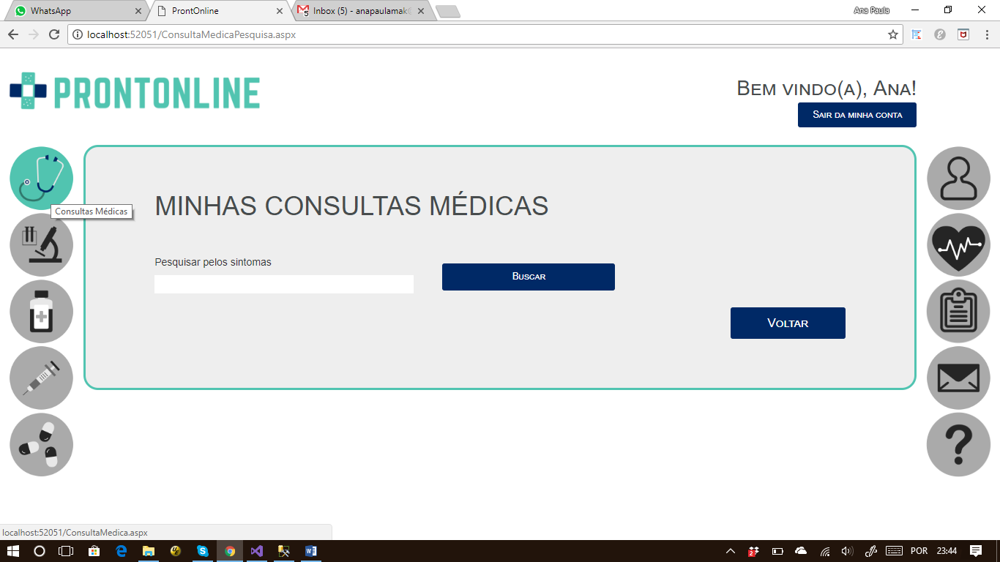 WhatsApp
ProntOnline
Inbox (5) - anapaulamak
Ana Paula
localhost:52051/ConsultaMedicaPesquisa.aspx
PRONTONLINE
Bem vindo(a), Ana!
Sair da minha conta
Consultas Médicas
MINHAS CONSULTAS MÉDICAS
Pesquisar pelos sintomas
Buscar
Voltar
localhost:52051/ConsultaMedica.aspx
POR
23:44